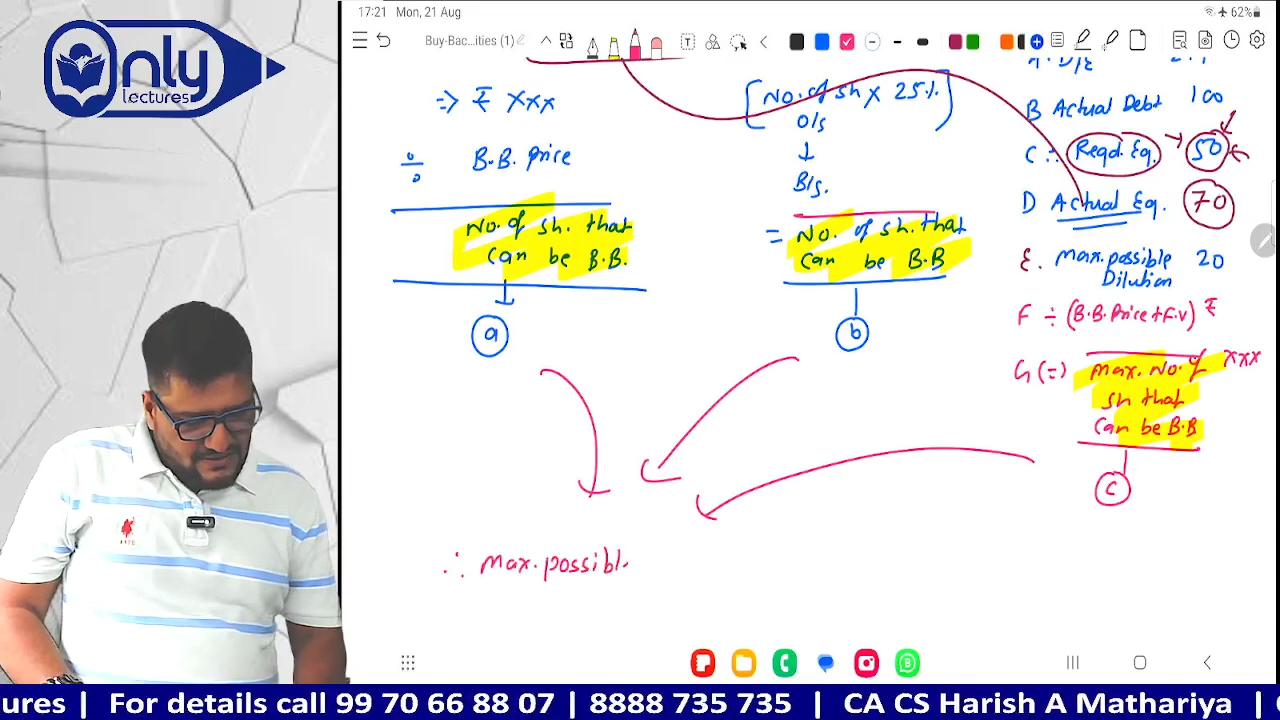 17:21 Mon, 21 Aug
62%
Only
lectures
Buy-Bac...ities (1)
=> ₹ xxx
÷ B.B. Price
No. of sh. that
can be B.B.
a
[No. of sh x 25%]
o/s
↓
B/s.
= No. of sh. that
can be B.B
b
A. D/E 2:1
B Actual Debt 100
C ∴ Reqd. Eq. → 50
D Actual Eq. 70
E. Max. possible 20
Dilution
F ÷ (B.B. Price + F.V) ₹
G (=) Max. No. of xxx
sh that
can be B.B
c
∴ Max. possibl.
ures | For details call 99 70 66 88 07 | 8888 735 735 | CA CS Harish A Mathariya |